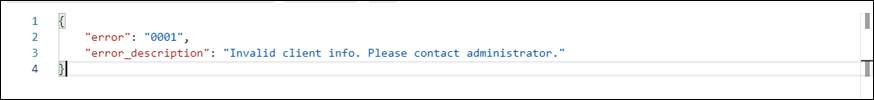 1 {
2 "error": "0001",
3 "error_description": "Invalid client info. Please contact administrator."
4 }